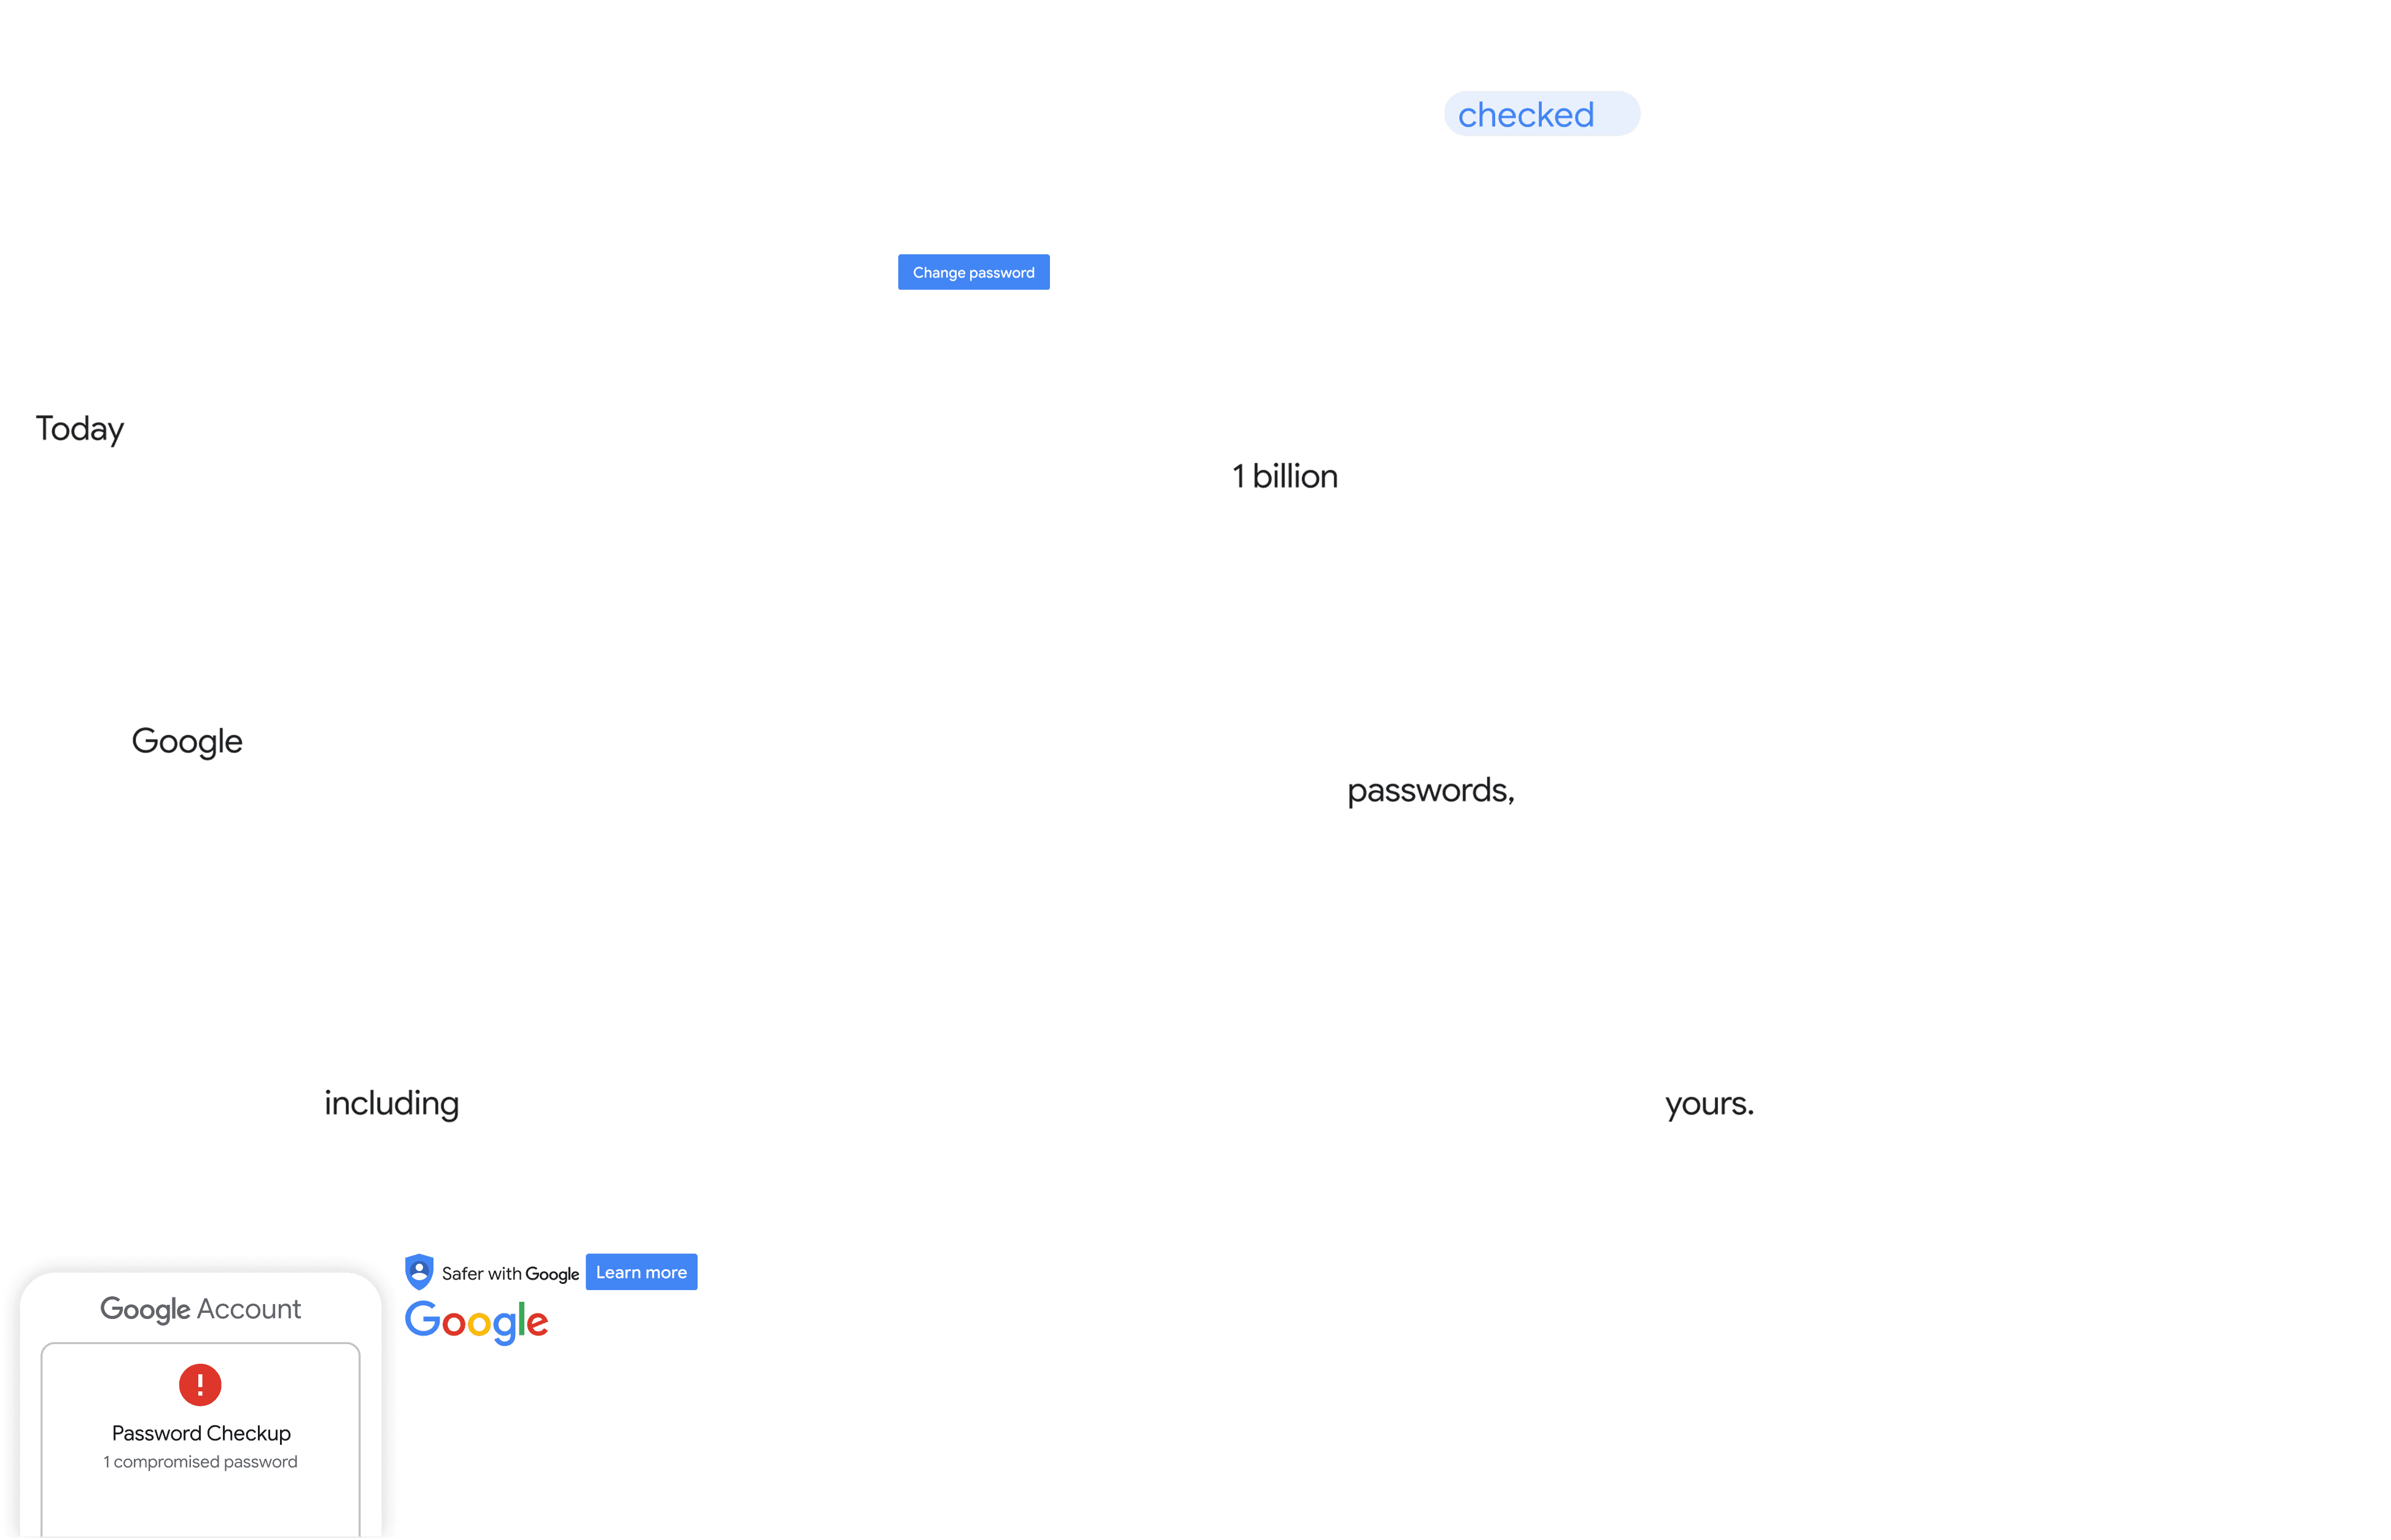 checked
Change password
Today
1 billion
Google
passwords,
including
yours.
Safer with Google
Learn more
Google
Google Account
!
Password Checkup
1 compromised password